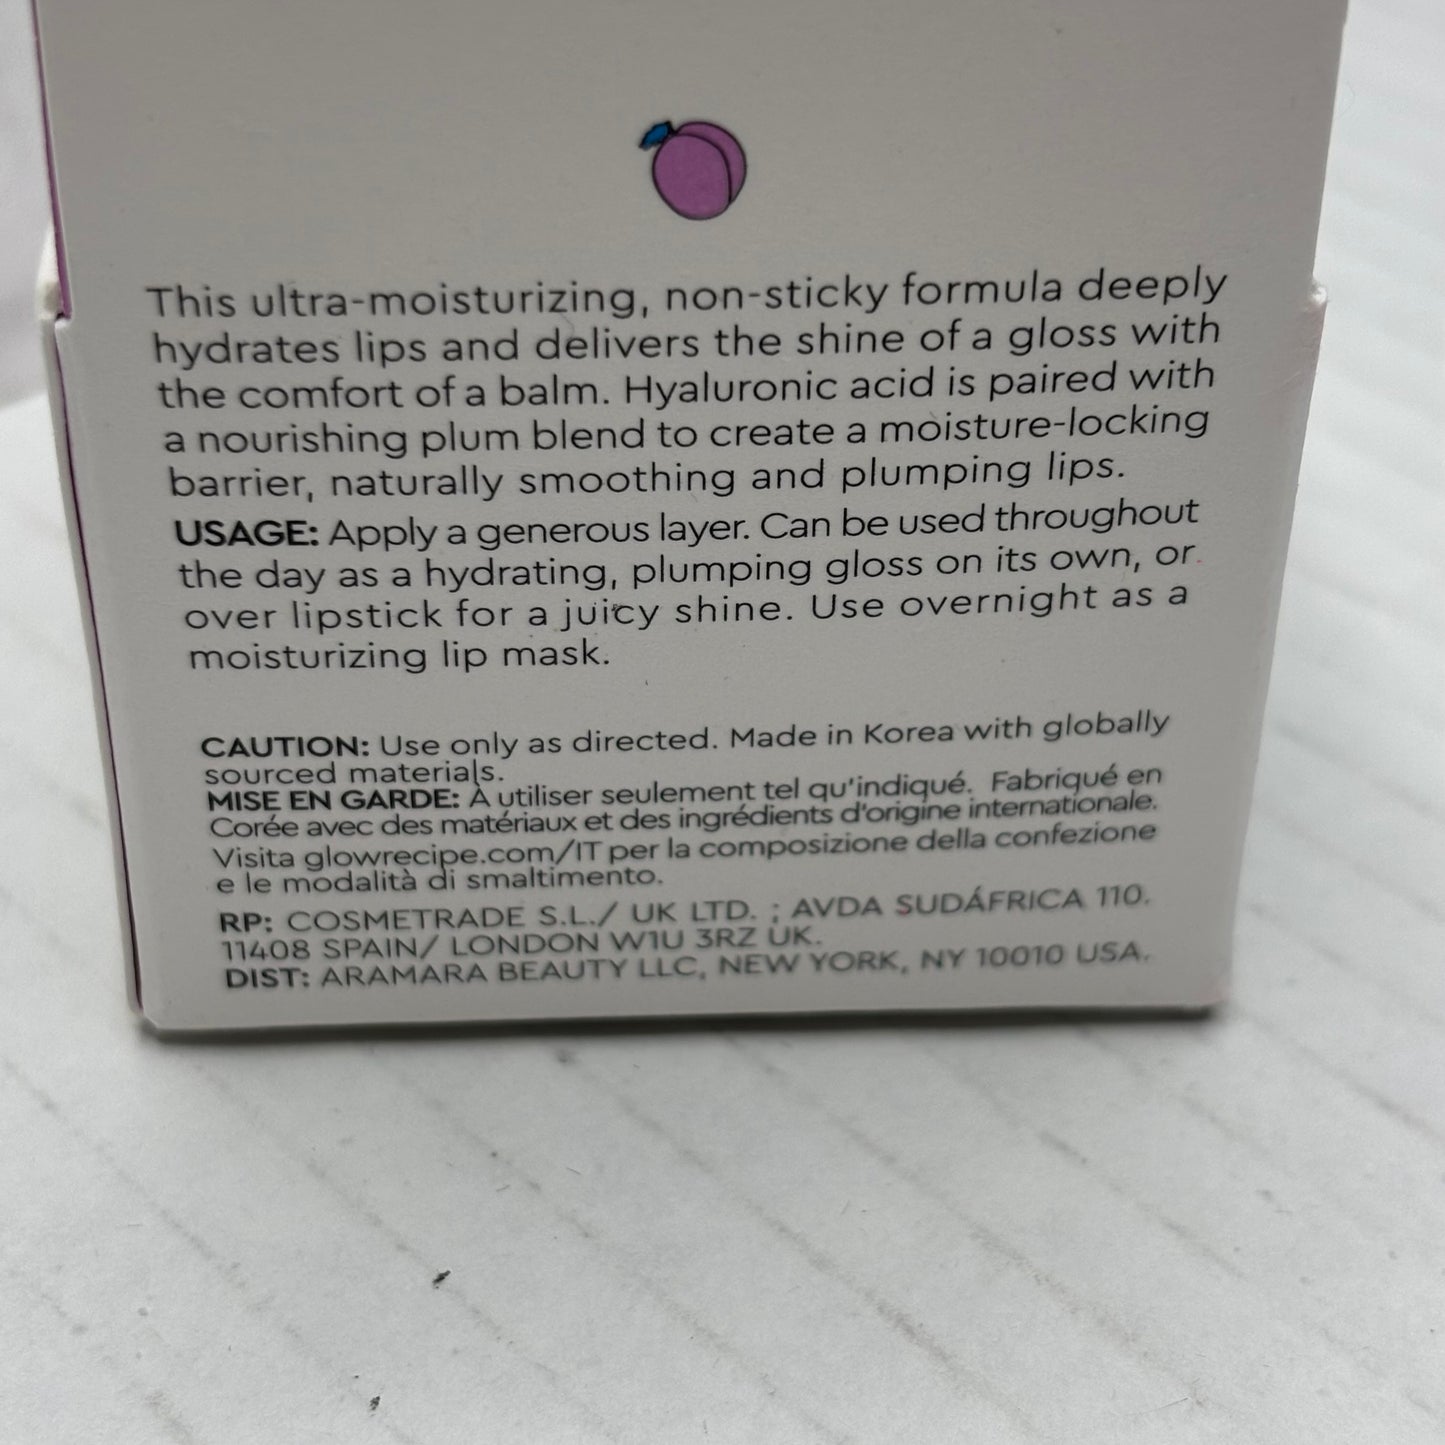 This ultra-moisturizing, non-sticky formula deeply
hydrates lips and delivers the shine of a gloss with
the comfort of a balm. Hyaluronic acid is paired with
a nourishing plum blend to create a moisture-locking
barrier, naturally smoothing and plumping lips.
USAGE: Apply a generous layer. Can be used throughout
the day as a hydrating, plumping gloss on its own, or
over lipstick for a juicy shine. Use overnight as a
moisturizing lip mask.
CAUTION: Use only as directed. Made in Korea with globally
sourced materials.
MISE EN GARDE: À utiliser seulement tel qu'indiqué. Fabriqué en
Corée avec des matériaux et des ingrédients d'origine internationale.
Visita glowrecipe.com/IT per la composizione della confezione
e le modalità di smaltimento.
RP: COSMETRADE S.L./ UK LTD. ; AVDA SUDÁFRICA 110.
11408 SPAIN/ LONDON W1U 3RZ UK.
DIST: ARAMARA BEAUTY LLC, NEW YORK, NY 10010 USA.